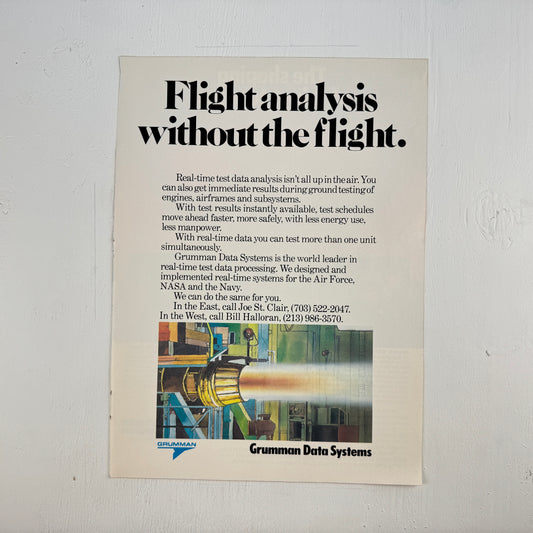 Flight analysis
without the flight.
Real-time test data analysis isn't all up in the air. You
can also get immediate results during ground testing of
engines, airframes and subsystems.
With test results instantly available, test schedules
move ahead faster, more safely, with less energy use,
less manpower.
With real-time data you can test more than one unit
simultaneously.
Grumman Data Systems is the world leader in
real-time test data processing. We designed and
implemented real-time systems for the Air Force,
NASA and the Navy.
We can do the same for you.
In the East, call Joe St. Clair, (703) 522-2047.
In the West, call Bill Halloran, (213) 986-3570.
GRUMMAN
Grumman Data Systems